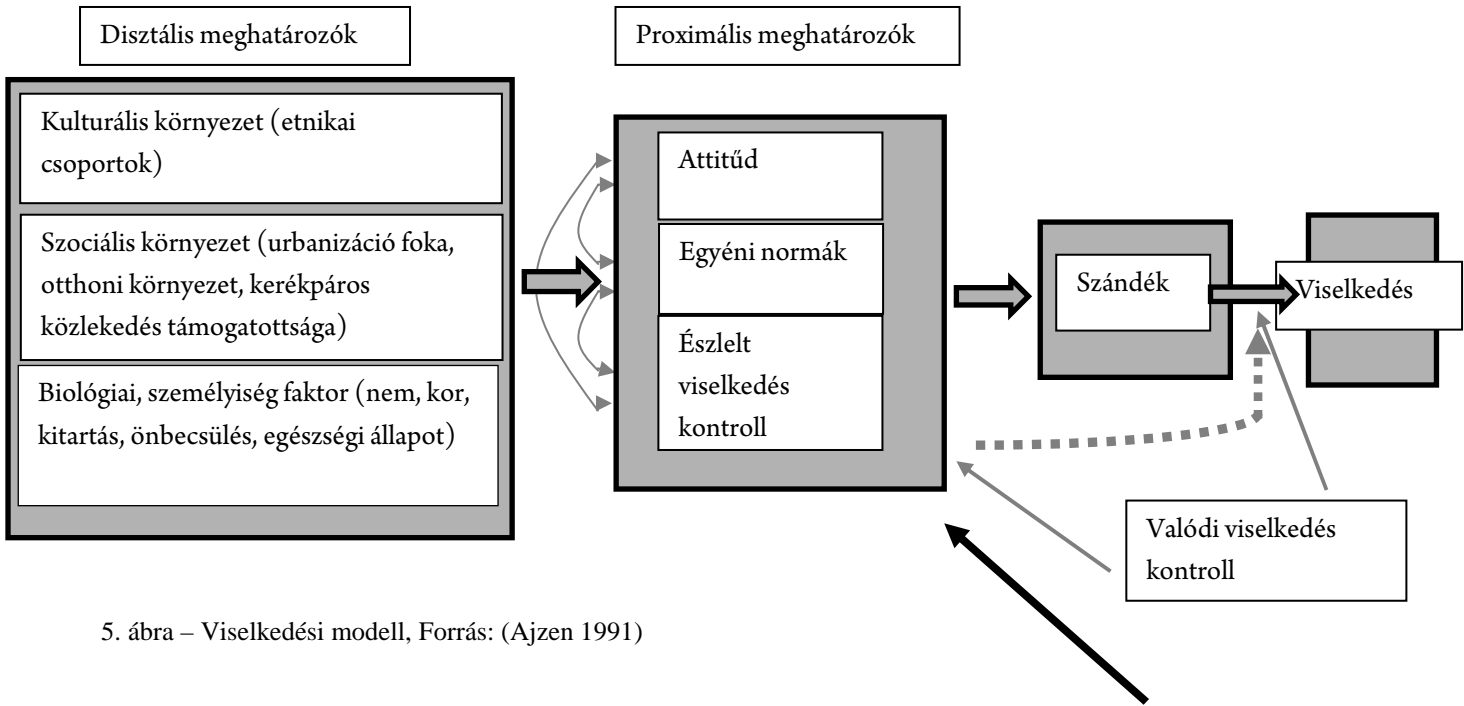 Disztális meghatározók
Proximális meghatározók
Kulturális környezet (etnikai
csoportok)
Szociális környezet (urbanizáció foka,
otthoni környezet, kerékpáros
közlekedés támogatottsága)
Biológiai, személyiség faktor (nem, kor,
kitartás, önbecsülés, egészségi állapot)
Attitűd
Egyéni normák
Észlelt
viselkedés
kontroll
Szándék
Viselkedés
Valódi viselkedés
kontroll
5. ábra – Viselkedési modell, Forrás: (Ajzen 1991)